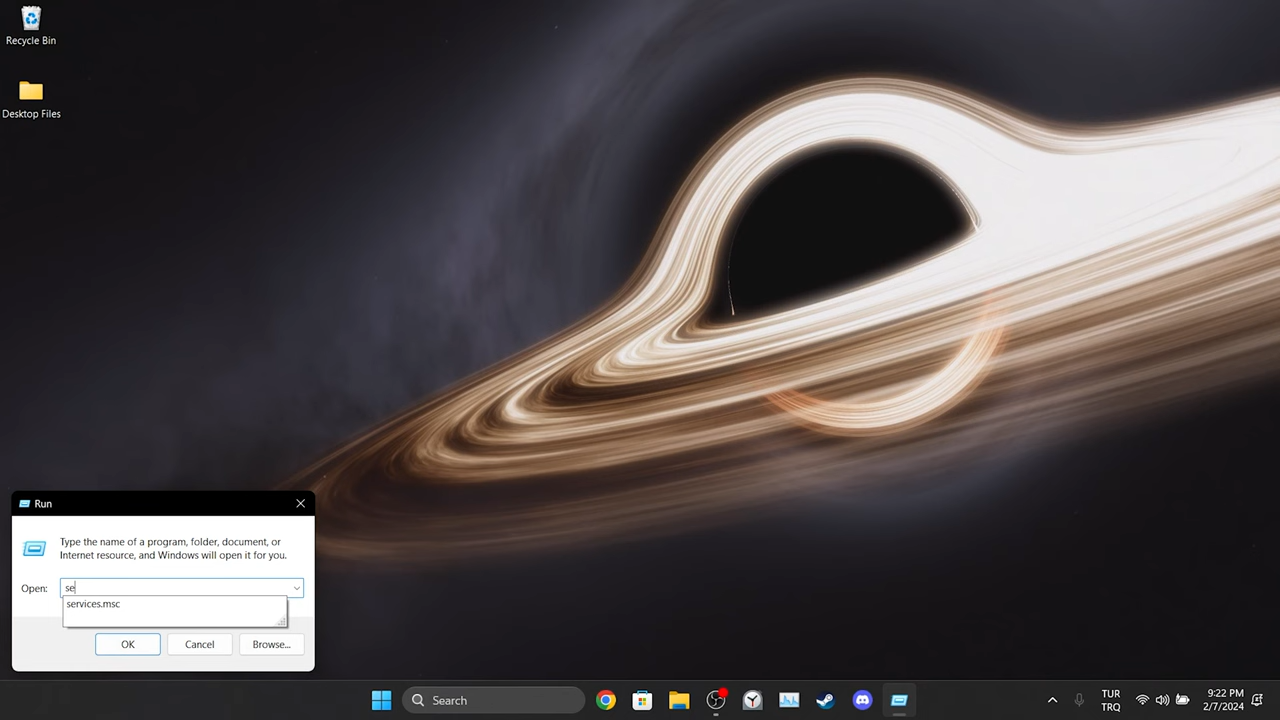 Recycle Bin
Desktop Files
Run
Type the name of a program, folder, document, or
Internet resource, and Windows will open it for you.
Open: se
services.msc
OK Cancel Browse...
Search
TUR
TRQ
9:22 PM
2/7/2024